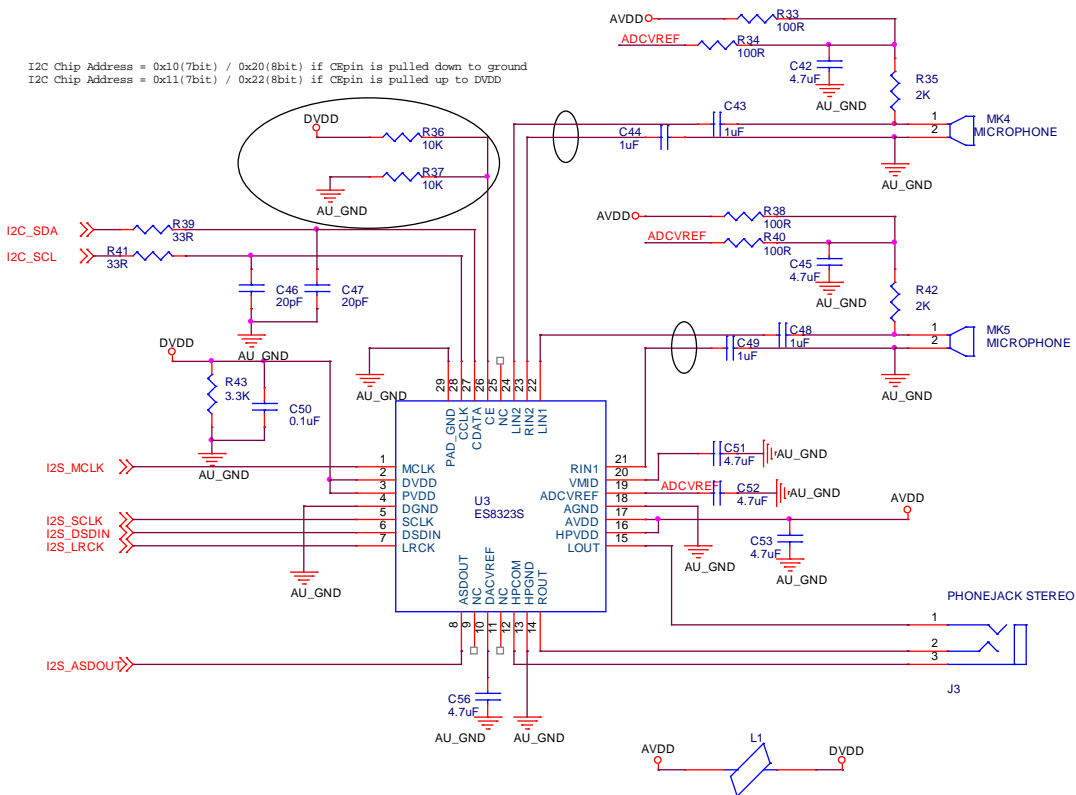 I2C Chip Address = 0x10(7bit) / 0x20(8bit) if CEpin is pulled down to ground
I2C Chip Address = 0x11(7bit) / 0x22(8bit) if CEpin is pulled up to DVDD
AVDD
R33
100R
ADCVREF
R34
100R
C42
4.7uF
AU_GND
R35
2K
C43
1uF
C44
1uF
1
2
MK4
MICROPHONE
AU_GND
DVDD
R36
10K
R37
10K
AU_GND
I2C_SDA
R39
33R
I2C_SCL
R41
33R
C46
20pF
C47
20pF
AU_GND
AVDD
R38
100R
ADCVREF
R40
100R
C45
4.7uF
AU_GND
R42
2K
C48
1uF
C49
1uF
1
2
MK5
MICROPHONE
AU_GND
DVDD
R43
3.3K
C50
0.1uF
AU_GND
AU_GND
29
28
27
26
25
24
23
22
PAD_GND
CCLK
CDATA
CE
NC
LIN2
RIN2
LIN1
I2S_MCLK
I2S_SCLK
I2S_DSDIN
I2S_LRCK
1
2
3
4
5
6
7
MCLK
DVDD
PVDD
DGND
SCLK
DSDIN
LRCK
U3
ES8323S
RIN1
VMID
ADCVREF
AGND
AVDD
HPVDD
LOUT
21
20
19
18
17
16
15
C51
4.7uF
AU_GND
ADCVREF
C52
4.7uF
AU_GND
AVDD
C53
4.7uF
AU_GND
AU_GND
AU_GND
ASDOUT
NC
DACVREF
NC
HPCOM
HPGND
ROUT
8
9
10
11
12
13
14
I2S_ASDOUT
C56
4.7uF
AU_GND
AU_GND
PHONEJACK STEREO
1
2
3
J3
AVDD
L1
DVDD